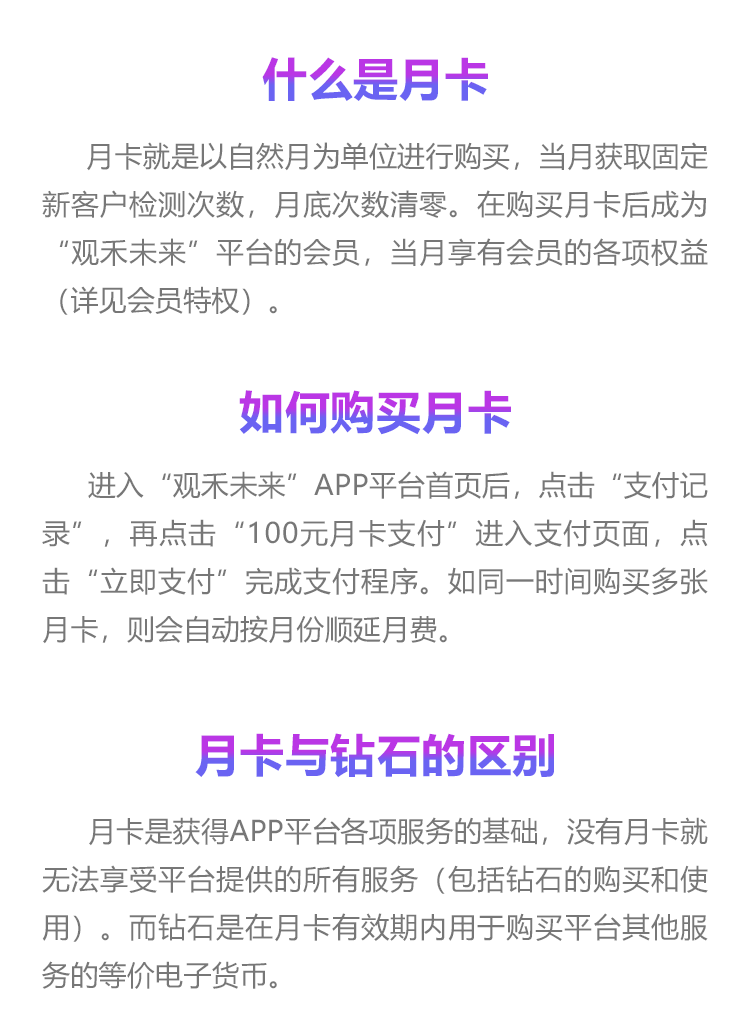 什么是月卡
月卡就是以自然月为单位进行购买，当月获取固定
新客户检测次数，月底次数清零。在购买月卡后成为
“观禾未来”平台的会员，当月享有会员的各项权益
（详见会员特权）。
如何购买月卡
进入“观禾未来”APP平台首页后，点击“支付记
录”，再点击“100元月卡支付”进入支付页面，点
击“立即支付”完成支付程序。如同一时间购买多张
月卡，则会自动按月份顺延月费。
月卡与钻石的区别
月卡是获得APP平台各项服务的基础，没有月卡就
无法享受平台提供的所有服务（包括钻石的购买和使
用）。而钻石是在月卡有效期内用于购买平台其他服
务的等价电子货币。